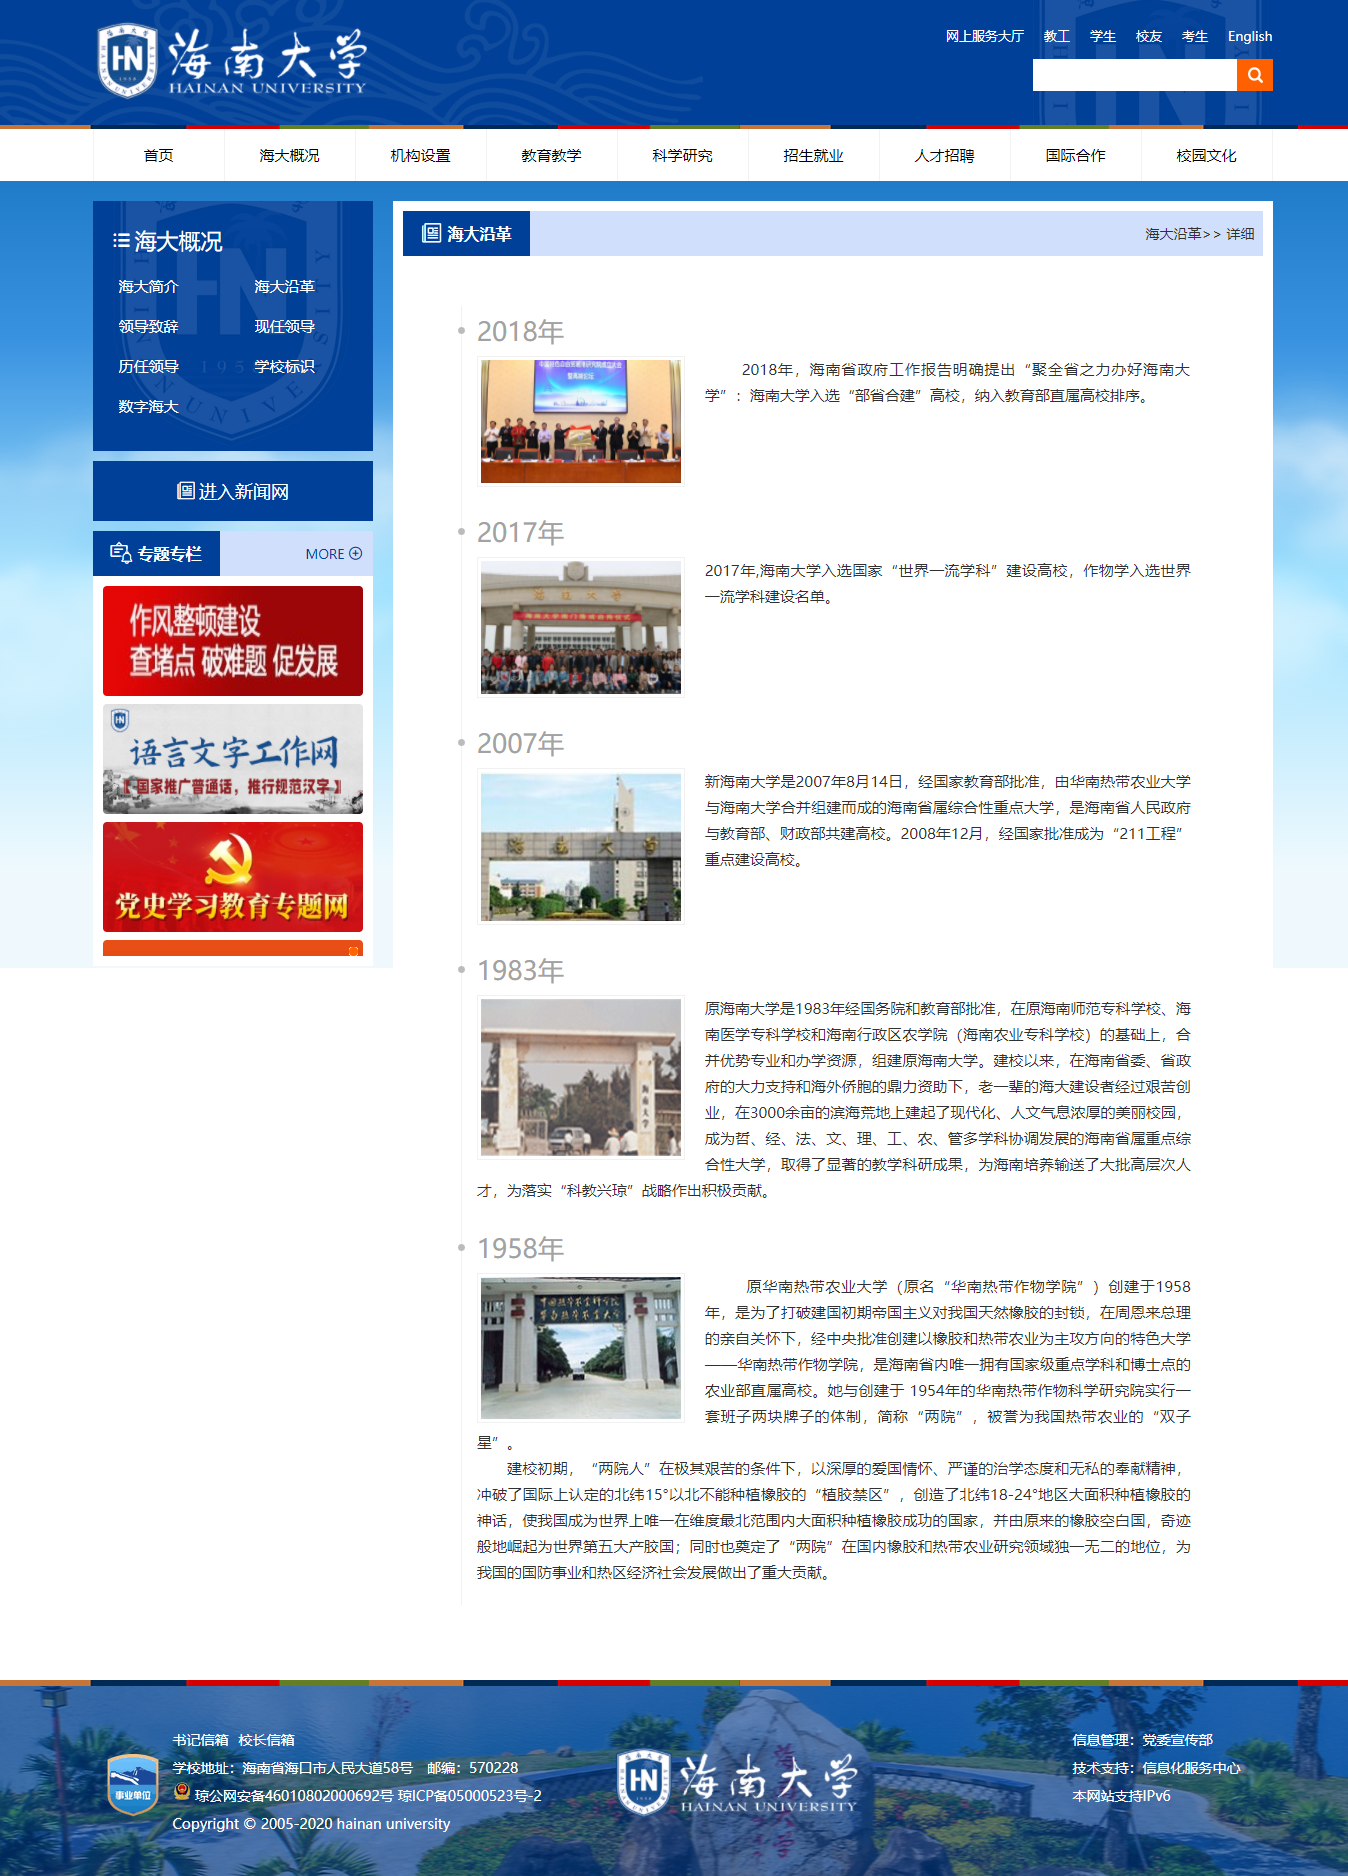 海南大学
HAINAN UNIVERSITY
网上服务大厅 教工 学生 校友 考生 English
首页 海大概况 机构设置 教育教学 科学研究 招生就业 人才招聘 国际合作 校园文化
海大概况
海大简介 海大沿革
领导致辞 现任领导
历任领导 学校标识
数字海大
进入新闻网
专题专栏 MORE
作风整顿建设
查堵点 破难题 促发展
语言文字工作网
【国家推广普通话，推行规范汉字】
党史学习教育专题网
海大沿革 海大沿革>> 详细
2018年
2018年，海南省政府工作报告明确提出“聚全省之力办好海南大
学”：海南大学入选“部省合建”高校，纳入教育部直属高校排序。
2017年
2017年,海南大学入选国家“世界一流学科”建设高校，作物学入选世界
一流学科建设名单。
2007年
新海南大学是2007年8月14日，经国家教育部批准，由华南热带农业大学
与海南大学合并组建而成的海南省属综合性重点大学，是海南省人民政府
与教育部、财政部共建高校。2008年12月，经国家批准成为“211工程”
重点建设高校。
海南大学
1983年
原海南大学是1983年经国务院和教育部批准，在原海南师范专科学校、海
南医学专科学校和海南行政区农学院（海南农业专科学校）的基础上，合
并优势专业和办学资源，组建原海南大学。建校以来，在海南省委、省政
府的大力支持和海外侨胞的鼎力资助下，老一辈的海大建设者经过艰苦创
业，在3000余亩的滨海荒地上建起了现代化、人文气息浓厚的美丽校园，
成为哲、经、法、文、理、工、农、管多学科协调发展的海南省属重点综
合性大学，取得了显著的教学科研成果，为海南培养输送了大批高层次人
才，为落实“科教兴琼”战略作出积极贡献。
海南大学
1958年
原华南热带农业大学（原名“华南热带作物学院”）创建于1958
年，是为了打破建国初期帝国主义对我国天然橡胶的封锁，在周恩来总理
的亲自关怀下，经中央批准创建以橡胶和热带农业为主攻方向的特色大学
——华南热带作物学院，是海南省内唯一拥有国家级重点学科和博士点的
农业部直属高校。她与创建于 1954年的华南热带作物科学研究院实行一
套班子两块牌子的体制，简称“两院”，被誉为我国热带农业的“双子
星”。
建校初期，“两院人”在极其艰苦的条件下，以深厚的爱国情怀、严谨的治学态度和无私的奉献精神，
冲破了国际上认定的北纬15°以北不能种植橡胶的“植胶禁区”，创造了北纬18-24°地区大面积种植橡胶的
神话，使我国成为世界上唯一在维度最北范围内大面积种植橡胶成功的国家，并由原来的橡胶空白国，奇迹
般地崛起为世界第五大产胶国；同时也奠定了“两院”在国内橡胶和热带农业研究领域独一无二的地位，为
我国的国防事业和热区经济社会发展做出了重大贡献。
事业单位
书记信箱 校长信箱
学校地址：海南省海口市人民大道58号 邮编：570228
琼公网安备46010802000692号 琼ICP备05000523号-2
Copyright © 2005-2020 hainan university
海南大学
HAINAN UNIVERSITY
信息管理：党委宣传部
技术支持：信息化服务中心
本网站支持IPv6